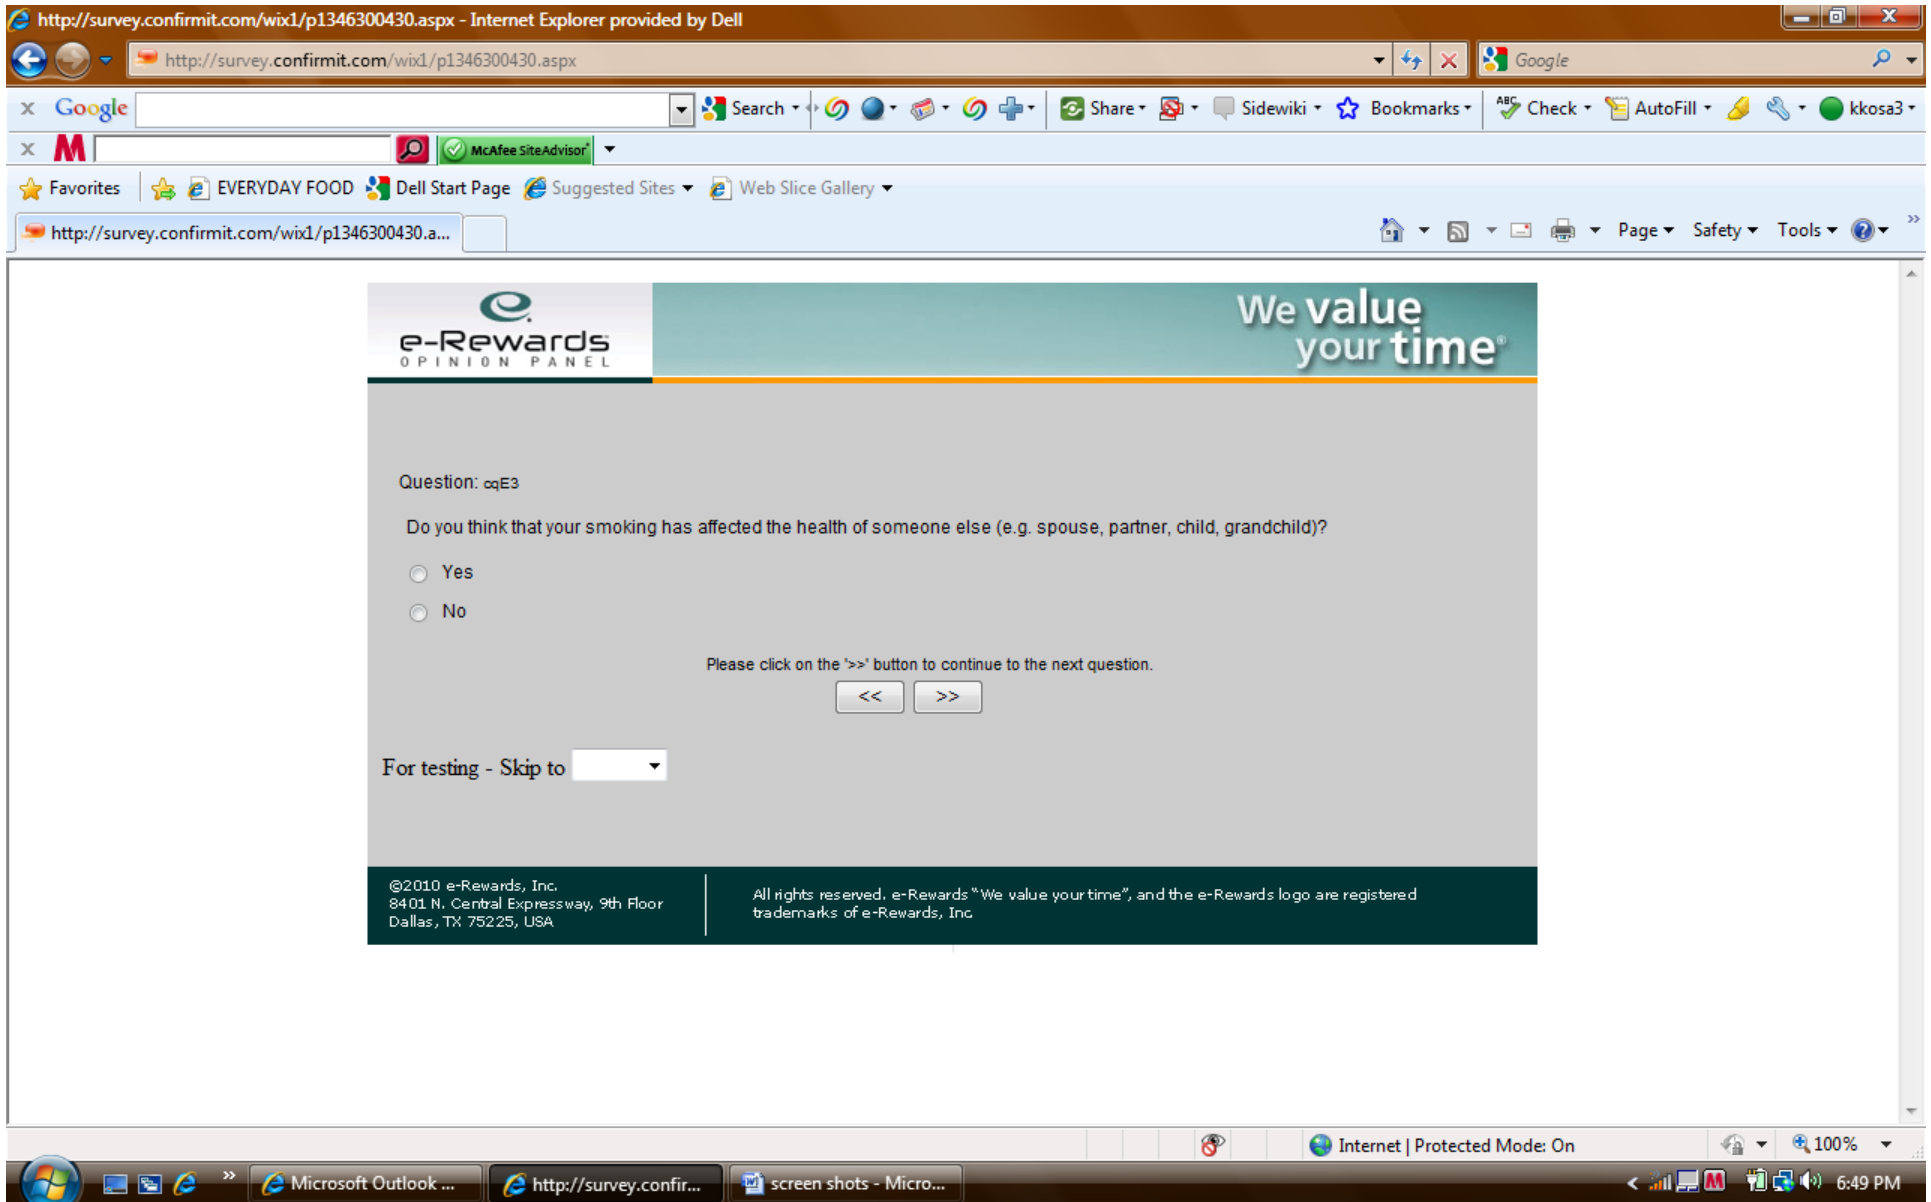 http://survey.confirmit.com/wix1/p1346300430.aspx - Internet Explorer provided by Dell
http://survey.confirmit.com/wix1/p1346300430.aspx
Google
x Google Search Share Sidewiki Bookmarks ABC Check AutoFill kkosa3
x M McAfee SiteAdvisor
Favorites EVERYDAY FOOD Dell Start Page Suggested Sites Web Slice Gallery
http://survey.confirmit.com/wix1/p1346300430.a... Page Safety Tools »
e-Rewards
OPINION PANEL
We value
your time®
Question: cqE3
Do you think that your smoking has affected the health of someone else (e.g. spouse, partner, child, grandchild)?
Yes
No
Please click on the '>>' button to continue to the next question.
<< >>
For testing - Skip to
©2010 e-Rewards, Inc.
8401 N. Central Expressway, 9th Floor
Dallas, TX 75225, USA
All rights reserved. e-Rewards “We value your time”, and the e-Rewards logo are registered
trademarks of e-Rewards, Inc
Internet | Protected Mode: On 100%
» Microsoft Outlook ... http://survey.confir... screen shots - Micro... < M 6:49 PM